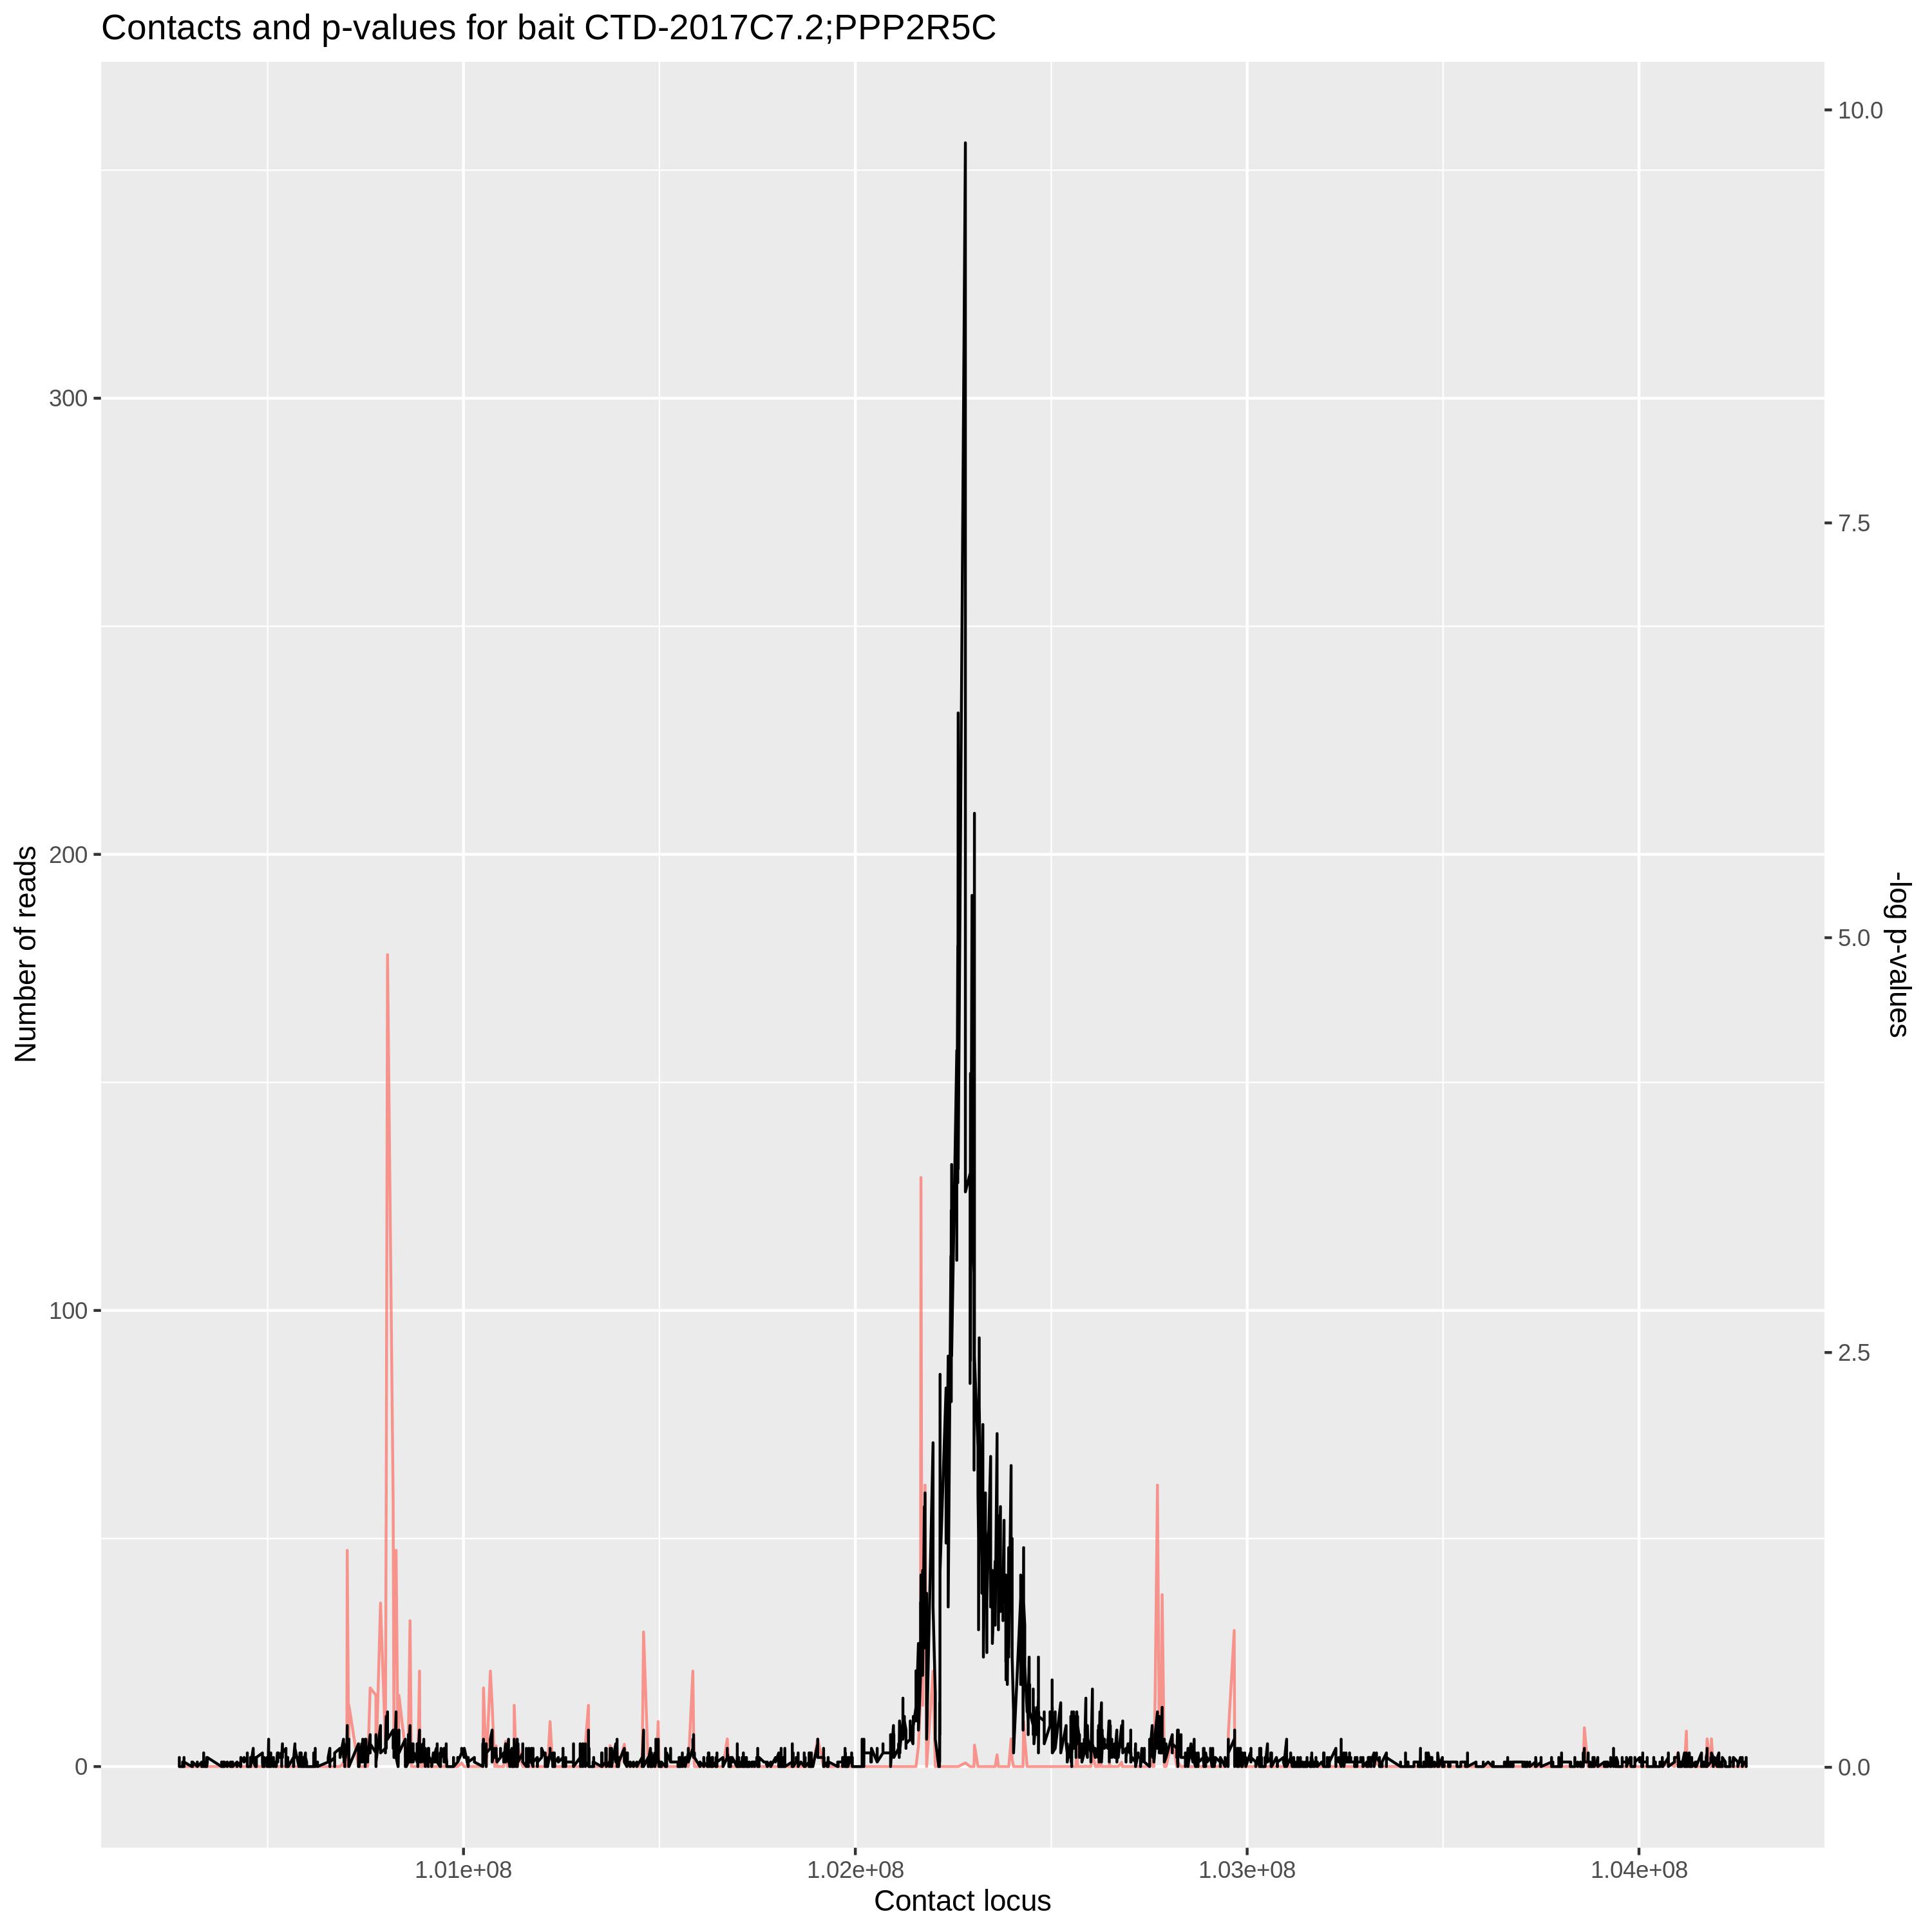 Contacts and p-values for bait CTD-2017C7.2;PPP2R5C
Number of reads
300
200
100
0
10.0
7.5
5.0
2.5
0.0
-log p-values
1.01e+08 1.02e+08 1.03e+08 1.04e+08
Contact locus